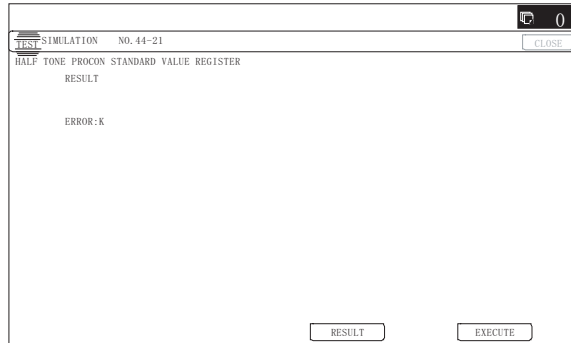 0
TEST SIMULATION NO.44-21
CLOSE
HALF TONE PROCON STANDARD VALUE REGISTER
RESULT
ERROR:K
RESULT EXECUTE